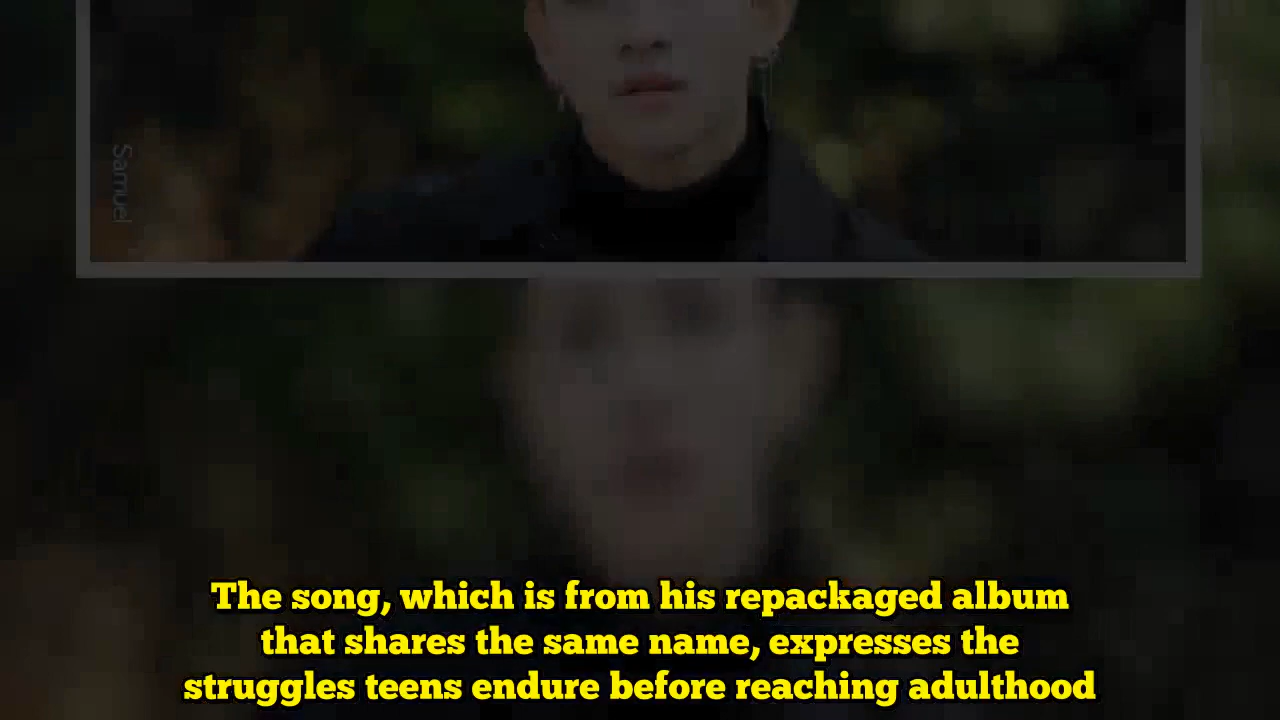 Samuel
The song, which is from his repackaged album
that shares the same name, expresses the
struggles teens endure before reaching adulthood